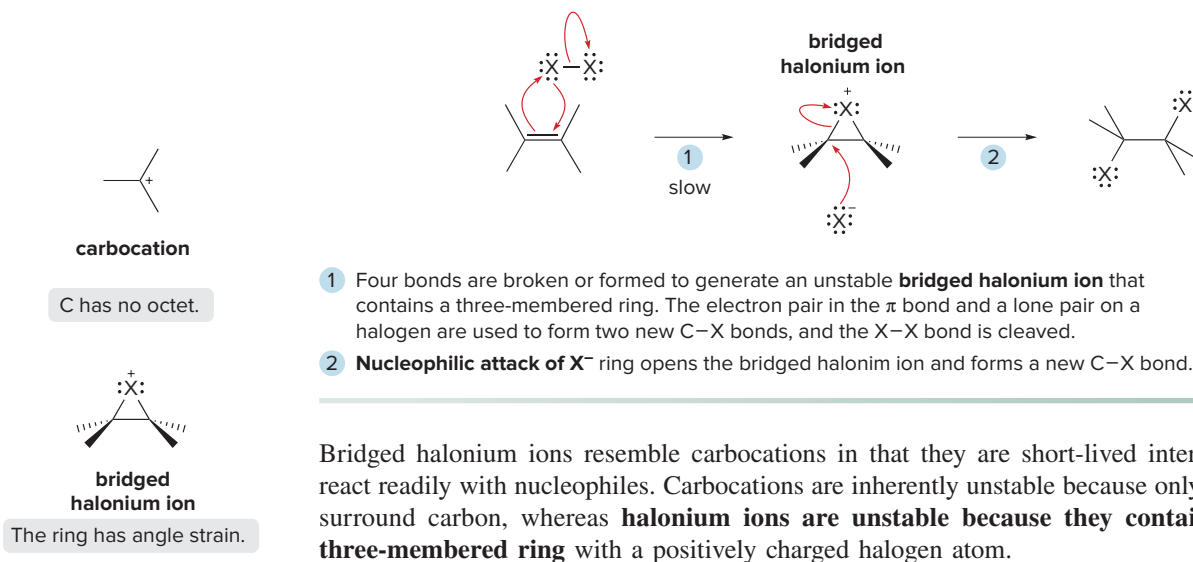 carbocation
C has no octet.
X
+
bridged
halonium ion
The ring has angle strain.
X – X
1
slow
bridged
halonium ion
+
X
X⁻
2
X
X
1 Four bonds are broken or formed to generate an unstable bridged halonium ion that
contains a three-membered ring. The electron pair in the π bond and a lone pair on a
halogen are used to form two new C–X bonds, and the X–X bond is cleaved.
2 Nucleophilic attack of X⁻ ring opens the bridged halonim ion and forms a new C–X bond.
Bridged halonium ions resemble carbocations in that they are short-lived inter
react readily with nucleophiles. Carbocations are inherently unstable because only
surround carbon, whereas halonium ions are unstable because they contai
three-membered ring with a positively charged halogen atom.